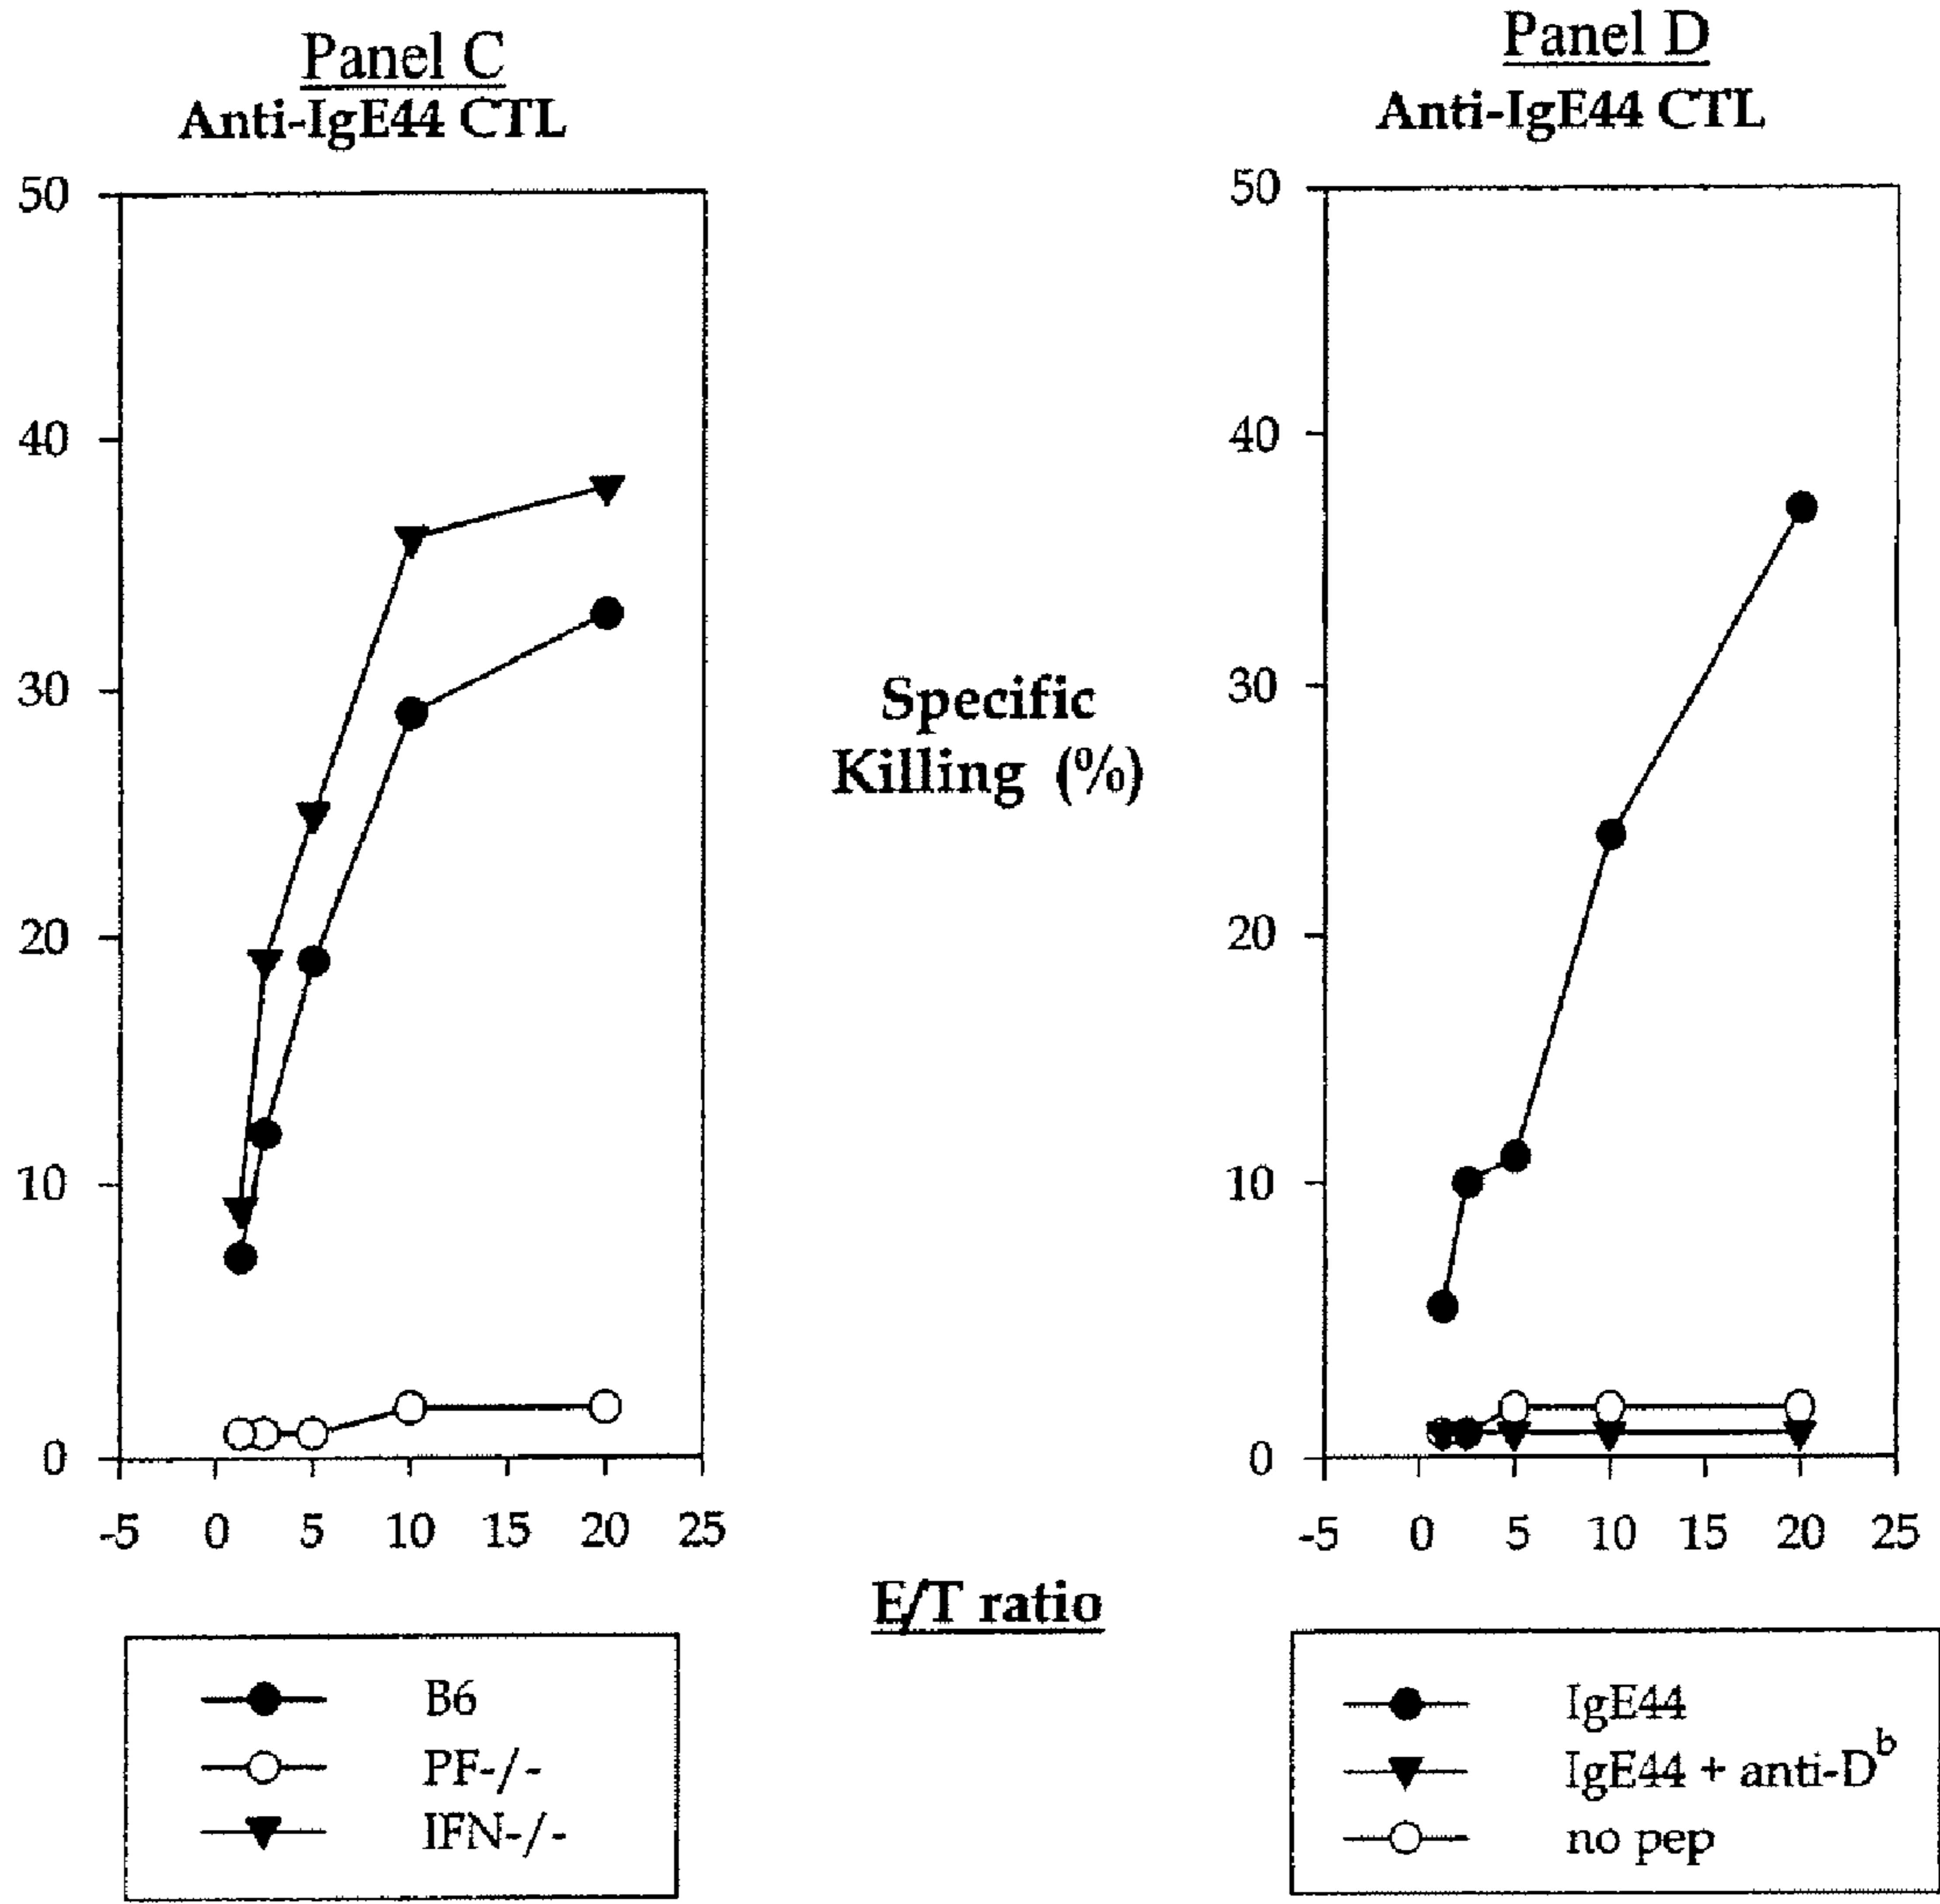 Panel C
Anti-IgE44 CTL
50
40
30
20
10
0
-5 0 5 10 15 20 25
B6
PF-/-
IFN-/-
Specific
Killing (%)
E/T ratio
Panel D
Anti-IgE44 CTL
50
40
30
20
10
0
-5 0 5 10 15 20 25
IgE44
IgE44 + anti-D^b
no pep